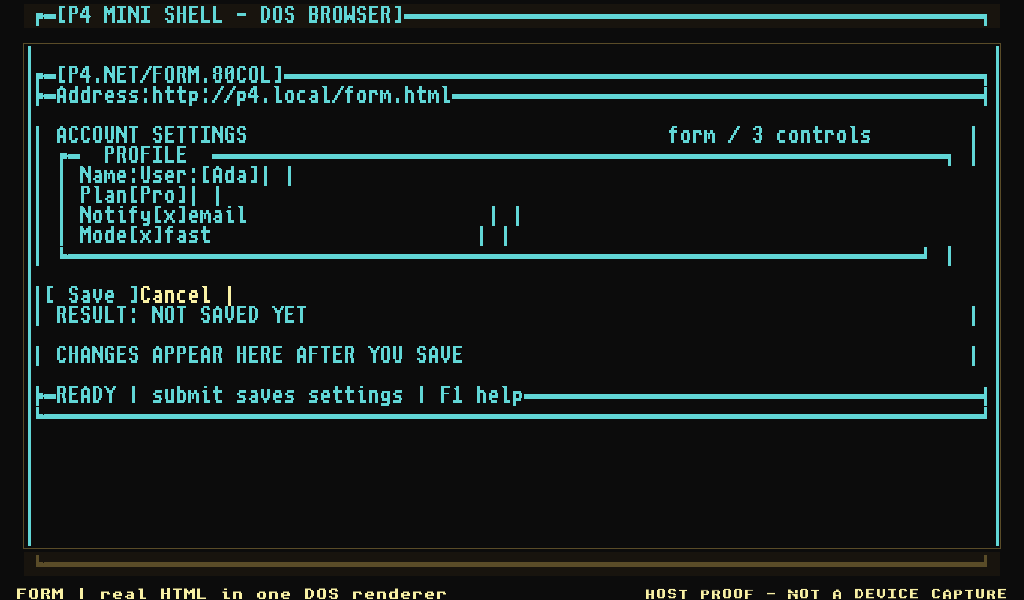 [P4 MINI SHELL - DOS BROWSER]
[P4.NET/FORM.80COL]
Address:http://p4.local/form.html
ACCOUNT SETTINGS form / 3 controls
PROFILE
Name:User:[Ada]| |
Plan[Pro]| |
Notify[x]email | |
Mode[x]fast | |
[ Save ]Cancel |
RESULT: NOT SAVED YET
CHANGES APPEAR HERE AFTER YOU SAVE
READY | submit saves settings | F1 help
FORM | real HTML in one DOS renderer
HOST PROOF - NOT A DEVICE CAPTURE